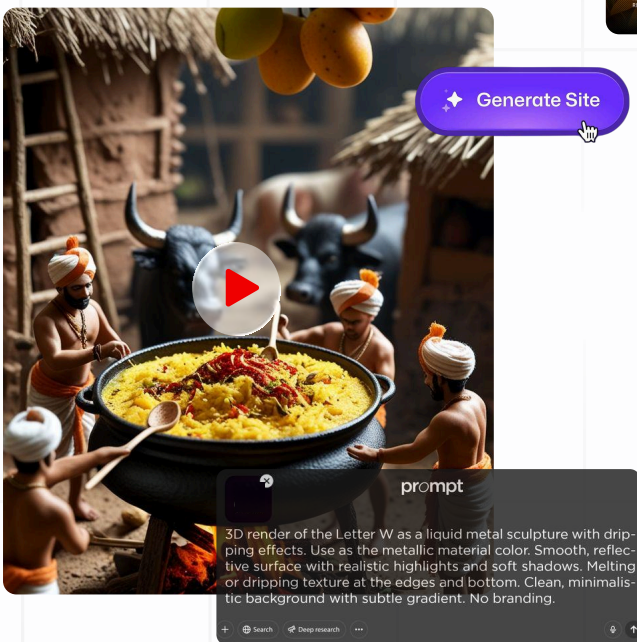 Generate Site
prompt
3D render of the Letter W as a liquid metal sculpture with drip-
ping effects. Use as the metallic material color. Smooth, reflec-
tive surface with realistic highlights and soft shadows. Melting
or dripping texture at the edges and bottom. Clean, minimalis-
tic background with subtle gradient. No branding.
Search Deep research